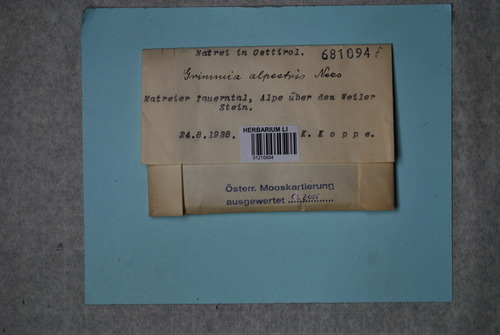 Matrei in Osttirol.
681094
Grimmia alpestris Nees
Matreier Tauerntal, Alpe über dem Weiler
Stein.
24.8.1938.
K. Koppe.
HERBARIUM LI
01210934
Österr. Mooskartierung
ausgewertet